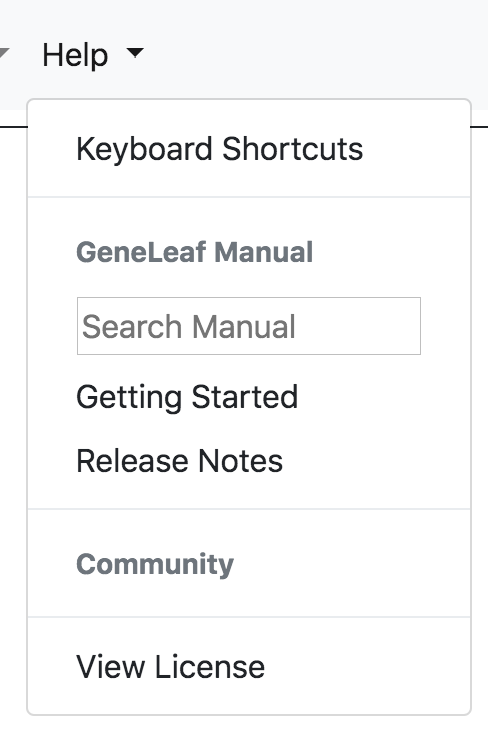 Help
Keyboard Shortcuts
GeneLeaf Manual
Search Manual
Getting Started
Release Notes
Community
View License